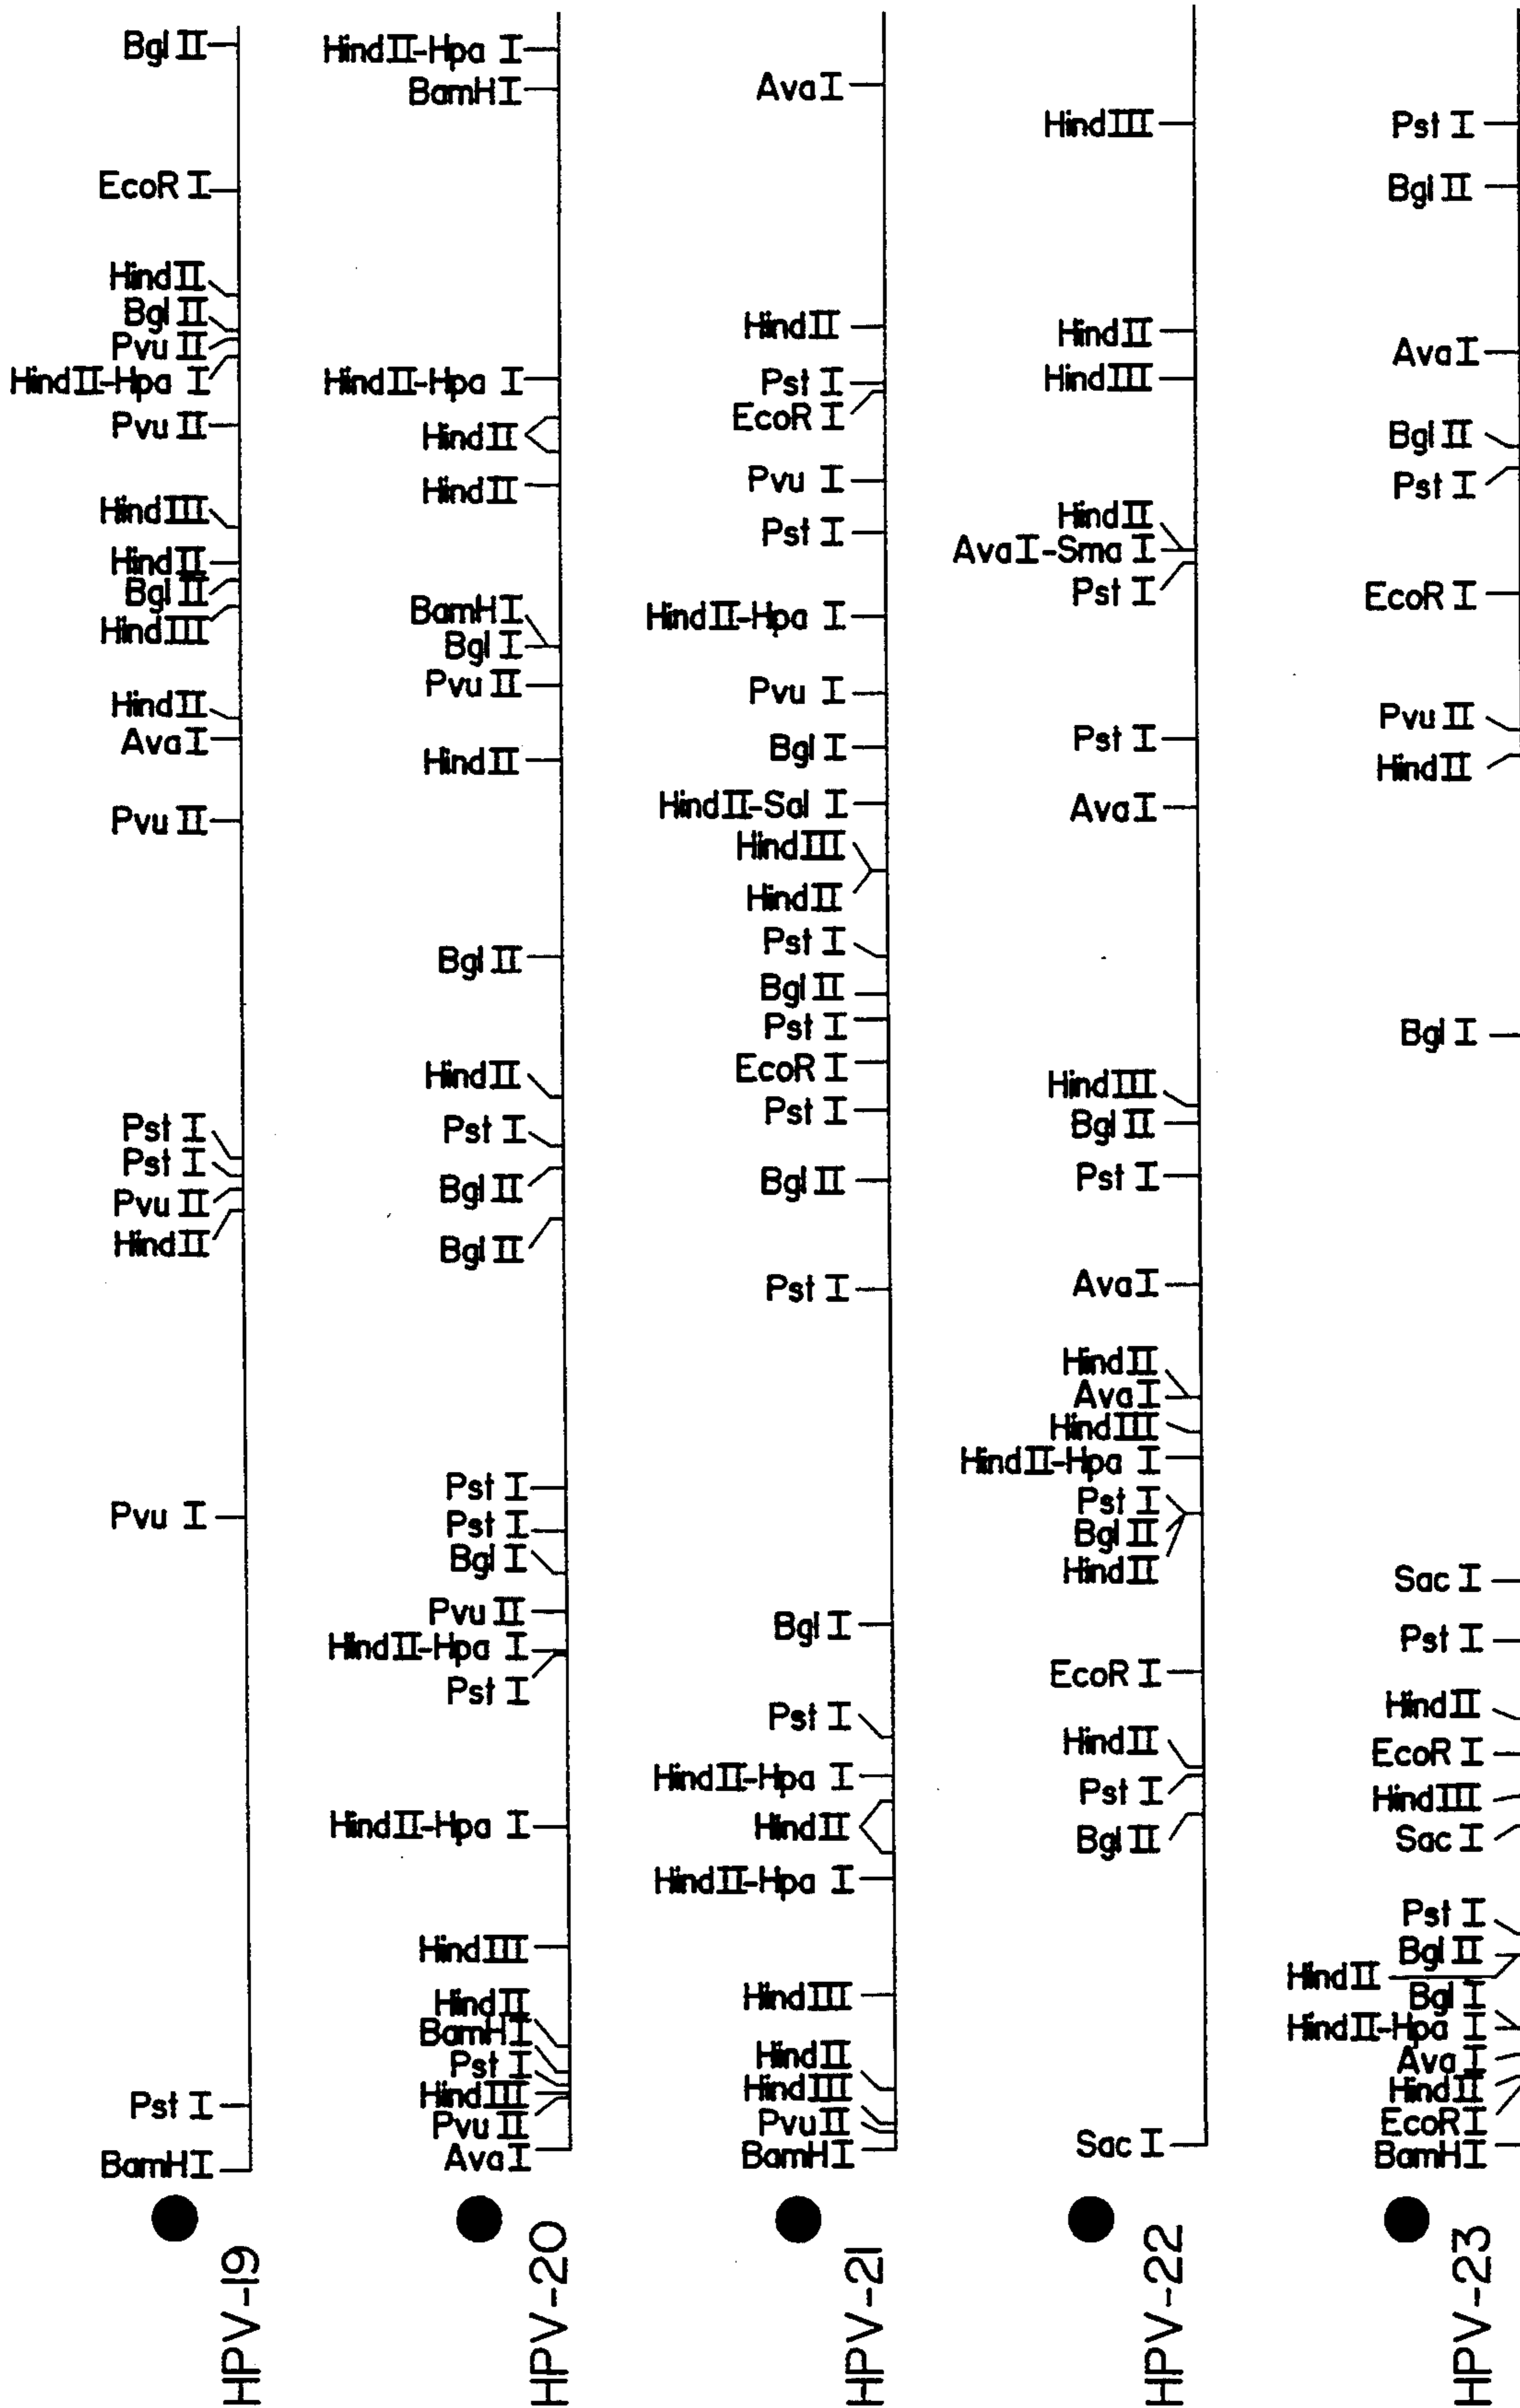 Bgl II
EcoR I
Hind II
Bgl II
Pvu II
Hind II-Hpa I
Pvu II
Hind III
Hind II
Bgl II
Hind III
Hind II
Ava I
Pvu II
Pst I
Pst I
Pvu II
Hind II
Pvu I
Pst I
BamH I
HPV-19
Hind II-Hpa I
BamH I
Hind II-Hpa I
Hind II
Hind II
BamH I
Bgl I
Pvu II
Hind II
Bgl II
Hind II
Pst I
Bgl II
Bgl II
Pst I
Pst I
Bgl I
Pvu II
Hind II-Hpa I
Pst I
Hind II-Hpa I
Hind III
Hind II
BamH I
Pst I
Hind III
Pvu II
Ava I
HPV-20
Ava I
Hind II
Pst I
EcoR I
Pvu I
Pst I
Hind II-Hpa I
Pvu I
Bgl I
Hind II-Sal I
Hind III
Hind II
Pst I
Bgl II
Pst I
EcoR I
Pst I
Bgl II
Pst I
Bgl I
Pst I
Hind II-Hpa I
Hind II
Hind II-Hpa I
Hind III
Hind II
Hind III
Pvu II
BamH I
HPV-21
Hind III
Hind II
Hind III
Hind II
Ava I-Sma I
Pst I
Pst I
Ava I
Hind III
Bgl II
Pst I
Ava I
Hind II
Ava I
Hind III
Hind II-Hpa I
Pst I
Bgl II
Hind II
EcoR I
Hind II
Pst I
Bgl II
Sac I
HPV-22
Pst I
Bgl II
Ava I
Bgl II
Pst I
EcoR I
Pvu II
Hind II
Bgl I
Sac I
Pst I
Hind II
EcoR I
Hind III
Sac I
Pst I
Bgl II
Hind II
Bgl I
Hind II-Hpa I
Ava I
Hind II
EcoR I
BamH I
HPV-23